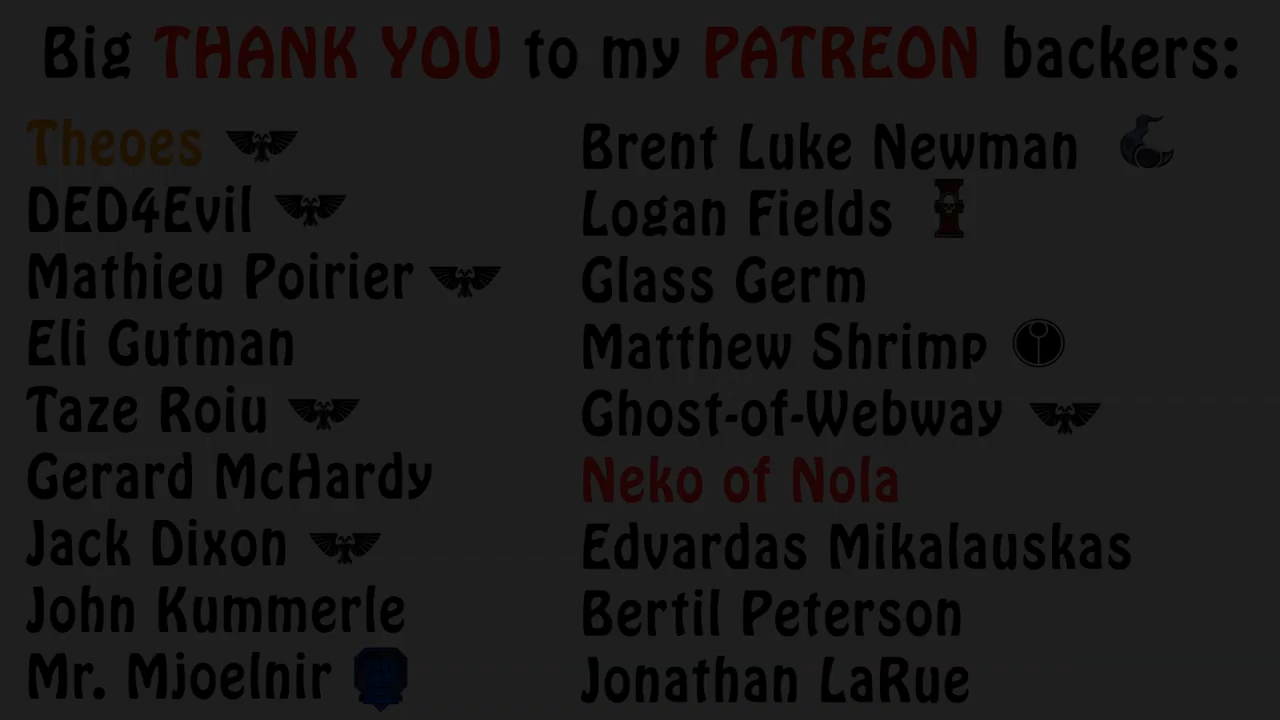 Big THANK YOU to my PATREON backers:
Theoes
DED4Evil
Mathieu Poirier
Eli Gutman
Taze Roiu
Gerard McHardy
Jack Dixon
John Kummerle
Mr. Mjoelnir
Brent Luke Newman
Logan Fields
Glass Germ
Matthew Shrimp
Ghost-of-Webway
Neko of Nola
Edvardas Mikalauskas
Bertil Peterson
Jonathan LaRue